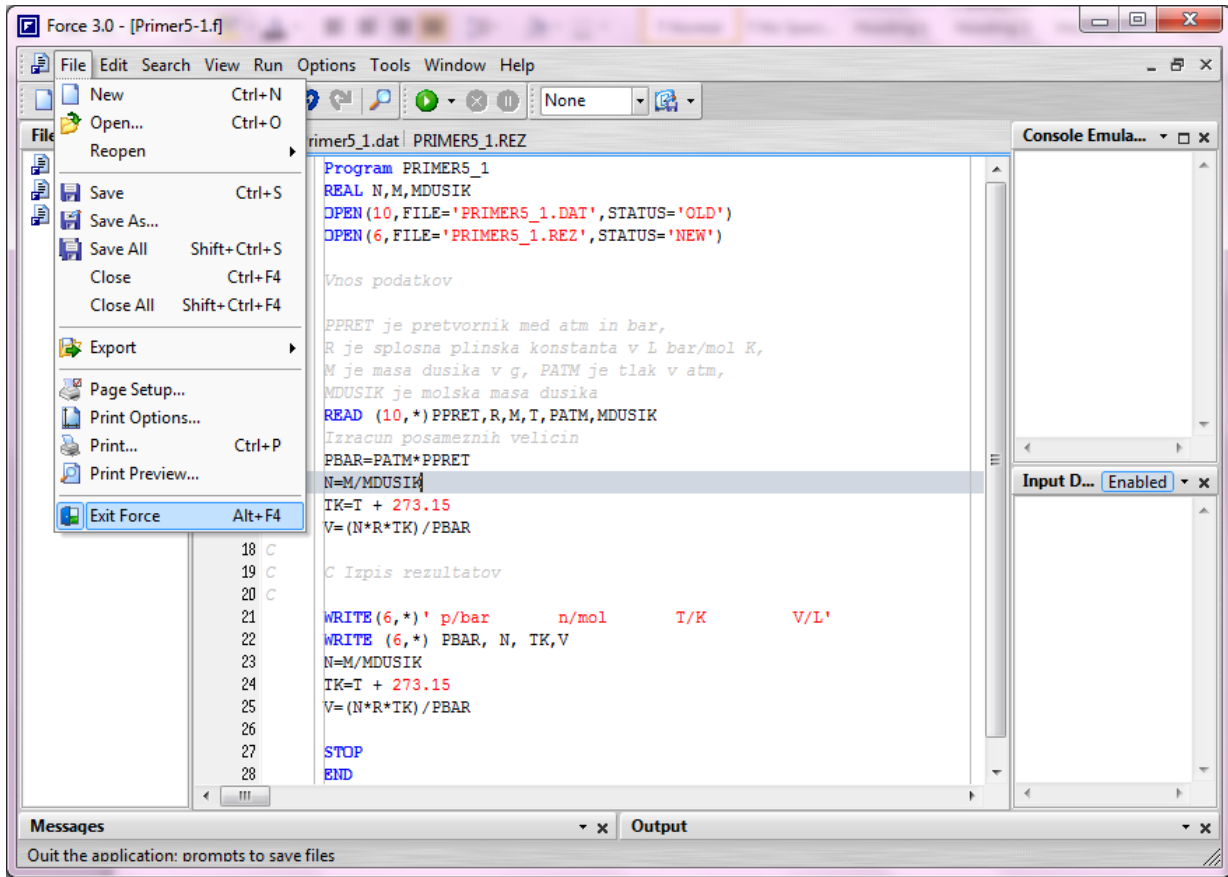 Force 3.0 - [Primer5-1.f]
File Edit Search View Run Options Tools Window Help
None
New Ctrl+N
Open... Ctrl+O
Reopen
Save Ctrl+S
Save As...
Save All Shift+Ctrl+S
Close Ctrl+F4
Close All Shift+Ctrl+F4
Export
Page Setup...
Print Options...
Print... Ctrl+P
Print Preview...
Exit Force Alt+F4
File
rimer5_1.dat PRIMER5_1.REZ
Program PRIMER5_1
REAL N,M,MDUSIK
OPEN(10,FILE='PRIMER5_1.DAT',STATUS='OLD')
OPEN(6,FILE='PRIMER5_1.REZ',STATUS='NEW')
Vnos podatkov
PPRET je pretvornik med atm in bar,
R je splosna plinska konstanta v L bar/mol K,
M je masa dusika v g, PATM je tlak v atm,
MDUSIK je molska masa dusika
READ (10,*)PPRET,R,M,T,PATM,MDUSIK
Izracun posameznih velicin
PBAR=PATM*PPRET
N=M/MDUSIK
TK=T + 273.15
V=(N*R*TK)/PBAR
18 C
19 C C Izpis rezultatov
20 C
21 WRITE(6,*)' p/bar n/mol T/K V/L'
22 WRITE (6,*) PBAR, N, TK,V
23 N=M/MDUSIK
24 TK=T + 273.15
25 V=(N*R*TK)/PBAR
26
27 STOP
28 END
Console Emula...
Input D... Enabled
Messages
Output
Quit the application: prompts to save files